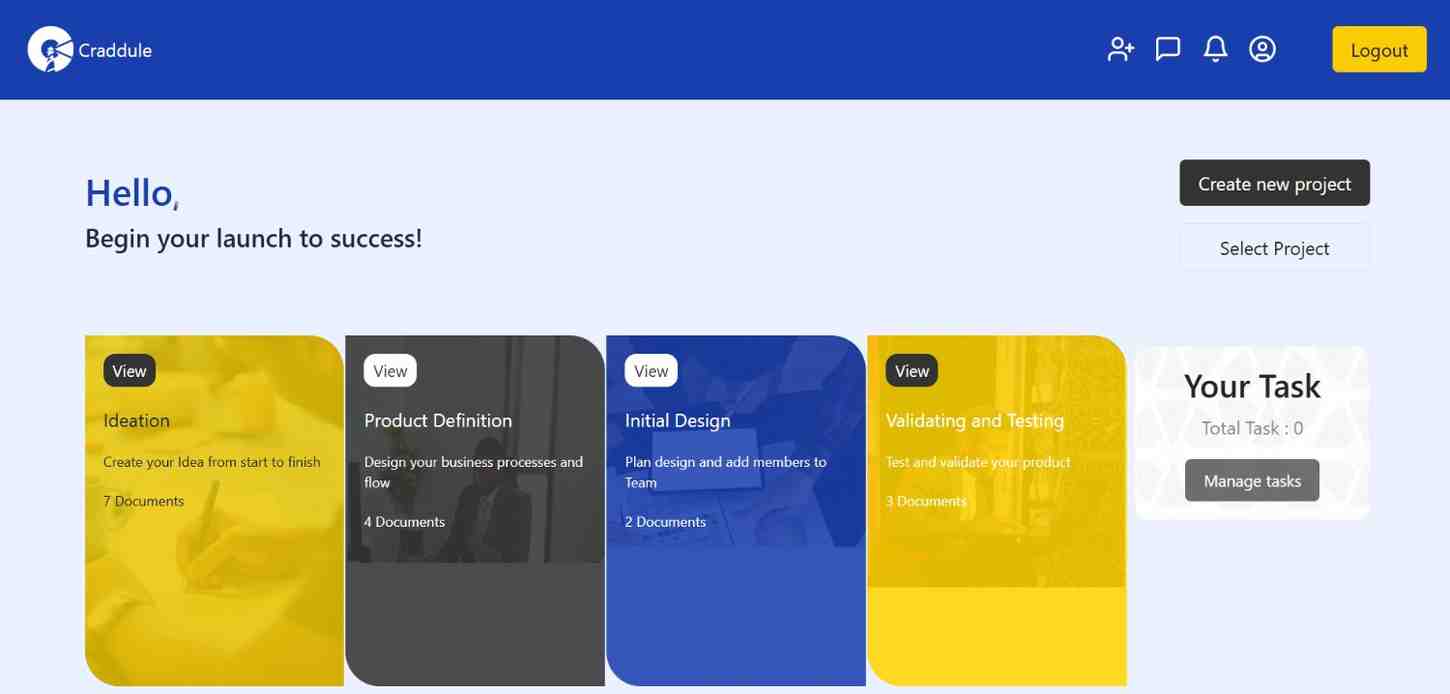 Craddule
Logout
Hello,
Begin your launch to success!
Create new project
Select Project
View
Ideation
Create your Idea from start to finish
7 Documents
View
Product Definition
Design your business processes and
flow
4 Documents
View
Initial Design
Plan design and add members to
Team
2 Documents
View
Validating and Testing
Test and validate your product
3 Documents
Your Task
Total Task : 0
Manage tasks